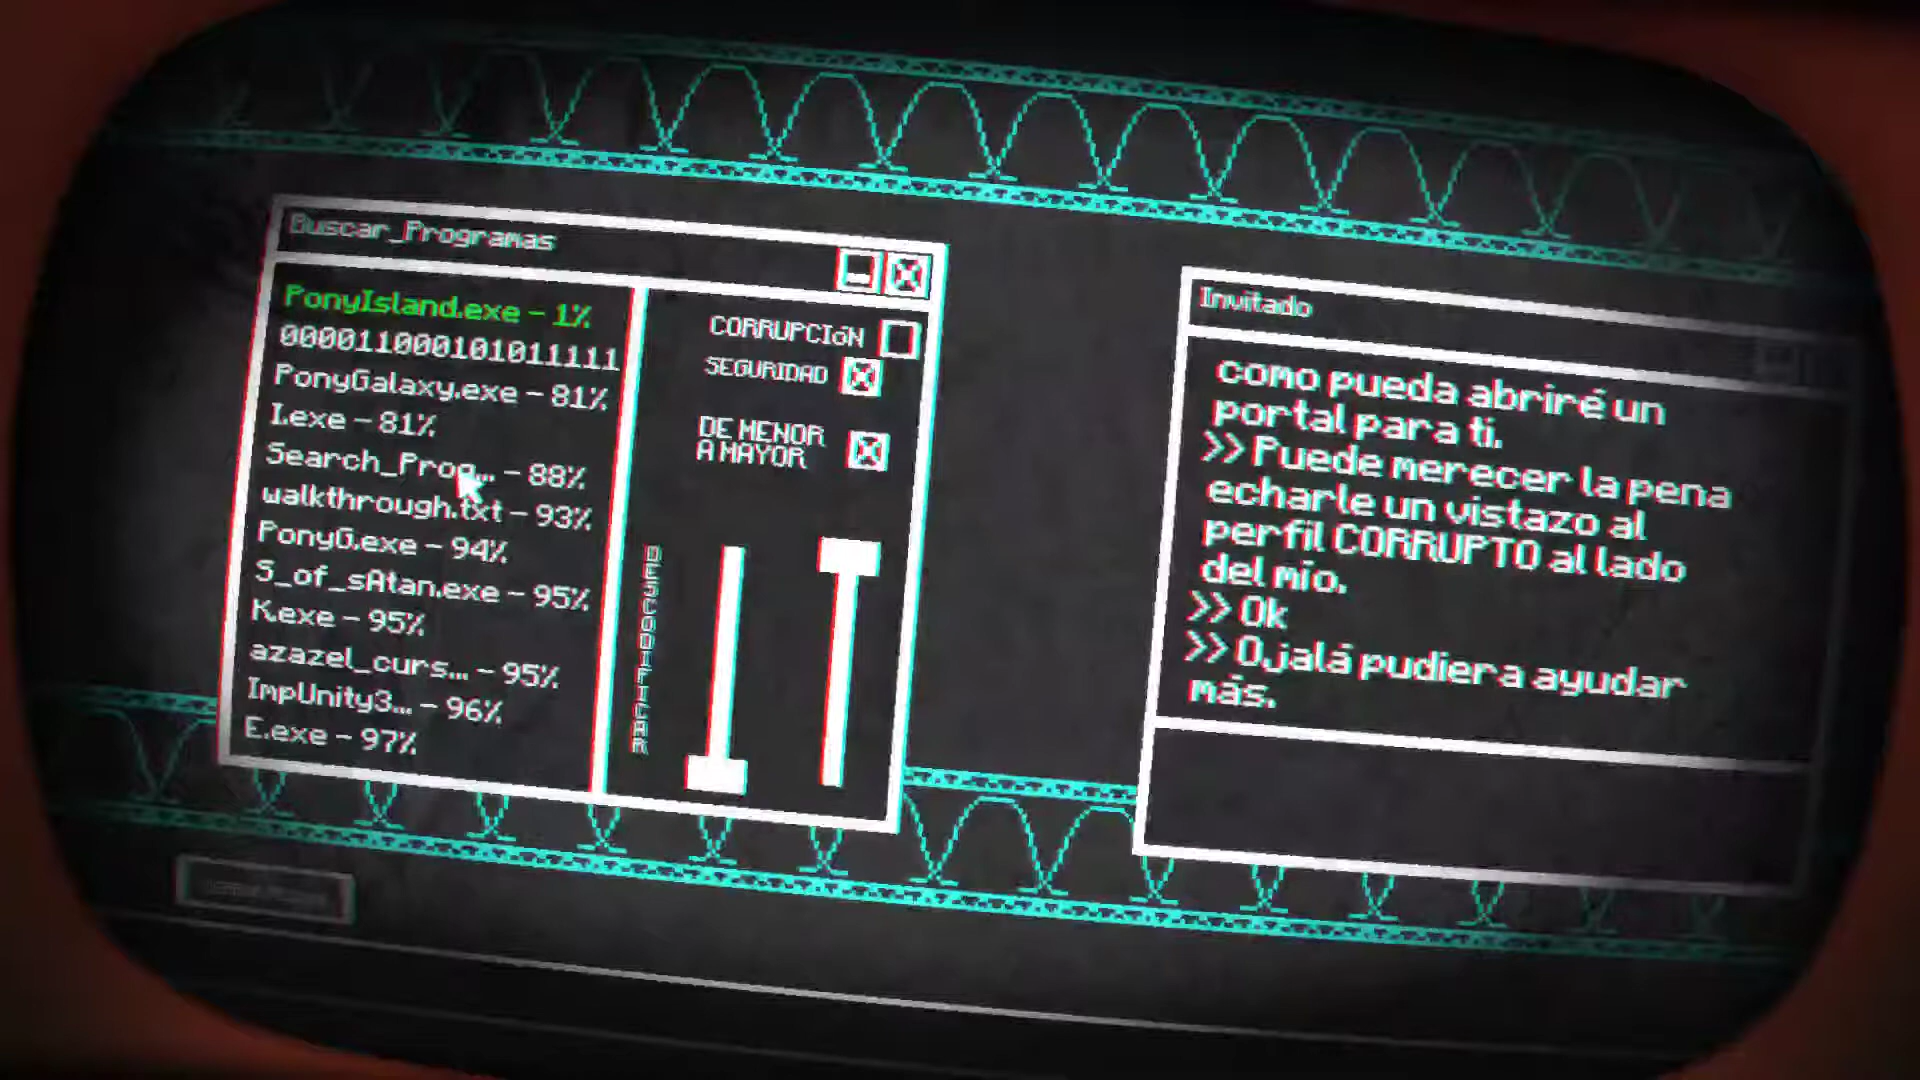 Buscar_Programas
PonyIsland.exe - 1%
000011000101011111
PonyGalaxy.exe - 81%
I.exe - 81%
Search_Prog... - 88%
walkthrough.txt - 93%
PonyG.exe - 94%
S_of_sAtan.exe - 95%
K.exe - 95%
azazel_curs... - 95%
ImpUnity3... - 96%
E.exe - 97%
CORRUPCIóN
SEGURIDAD
DE MENOR
A MAYOR
Invitado
como pueda abriré un
portal para ti.
>> Puede merecer la pena
echarle un vistazo al
perfil CORRUPTO al lado
del mío.
>> Ok
>> Ojalá pudiera ayudar
más.